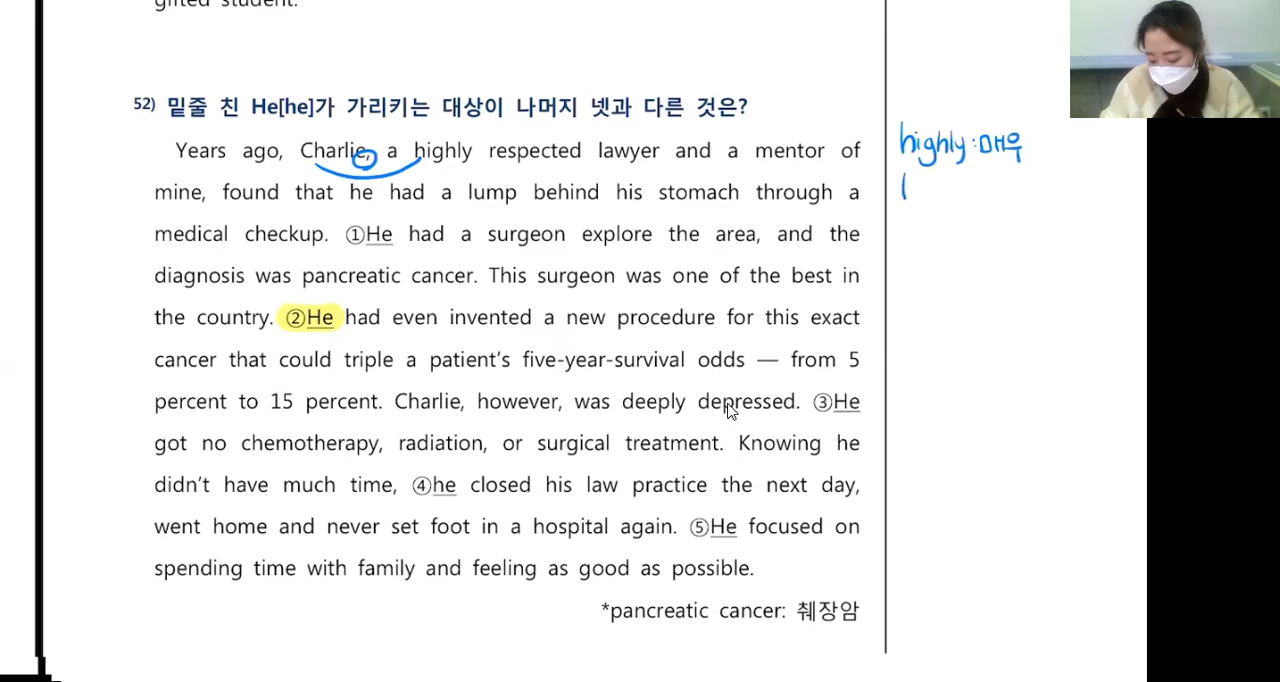 gifted student.
52) 밑줄 친 He[he]가 가리키는 대상이 나머지 넷과 다른 것은?
Years ago, Charlie, a highly respected lawyer and a mentor of
mine, found that he had a lump behind his stomach through a
medical checkup. ①He had a surgeon explore the area, and the
diagnosis was pancreatic cancer. This surgeon was one of the best in
the country. ②He had even invented a new procedure for this exact
cancer that could triple a patient's five-year-survival odds — from 5
percent to 15 percent. Charlie, however, was deeply depressed. ③He
got no chemotherapy, radiation, or surgical treatment. Knowing he
didn't have much time, ④he closed his law practice the next day,
went home and never set foot in a hospital again. ⑤He focused on
spending time with family and feeling as good as possible.
*pancreatic cancer: 췌장암
highly : 매우